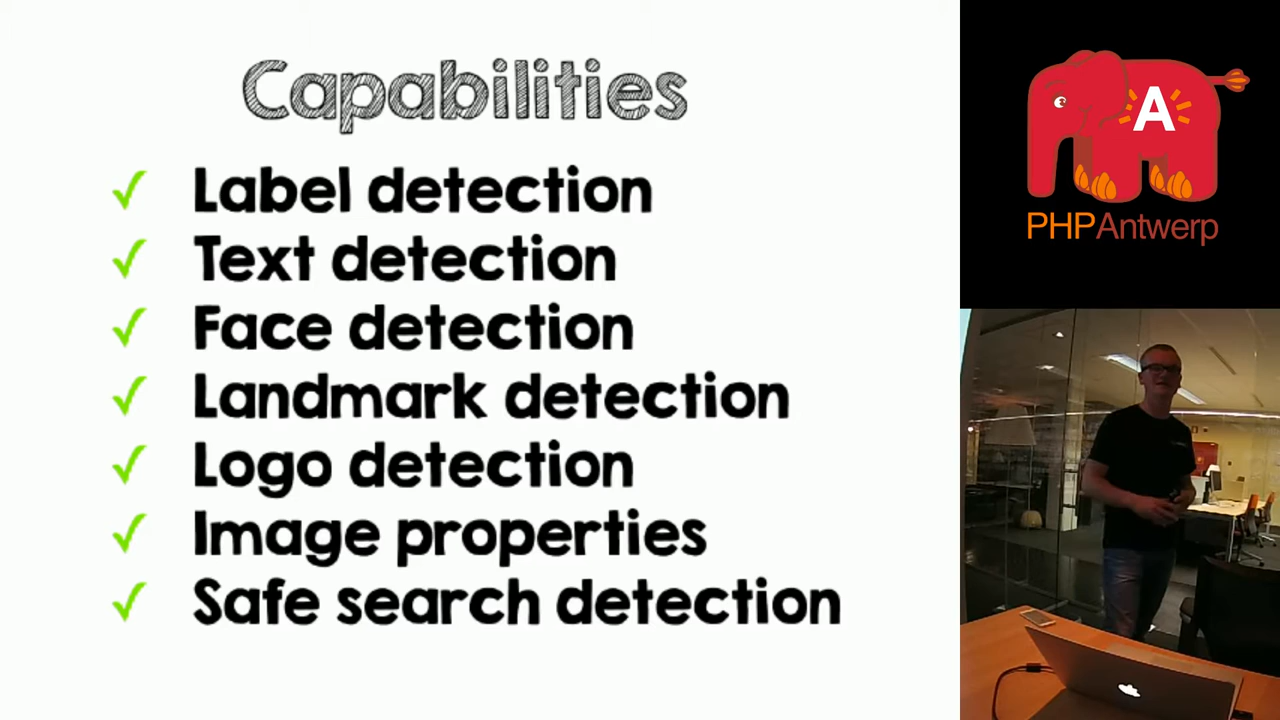 Capabilities
✓ Label detection
✓ Text detection
✓ Face detection
✓ Landmark detection
✓ Logo detection
✓ Image properties
✓ Safe search detection
A
PHPAntwerp